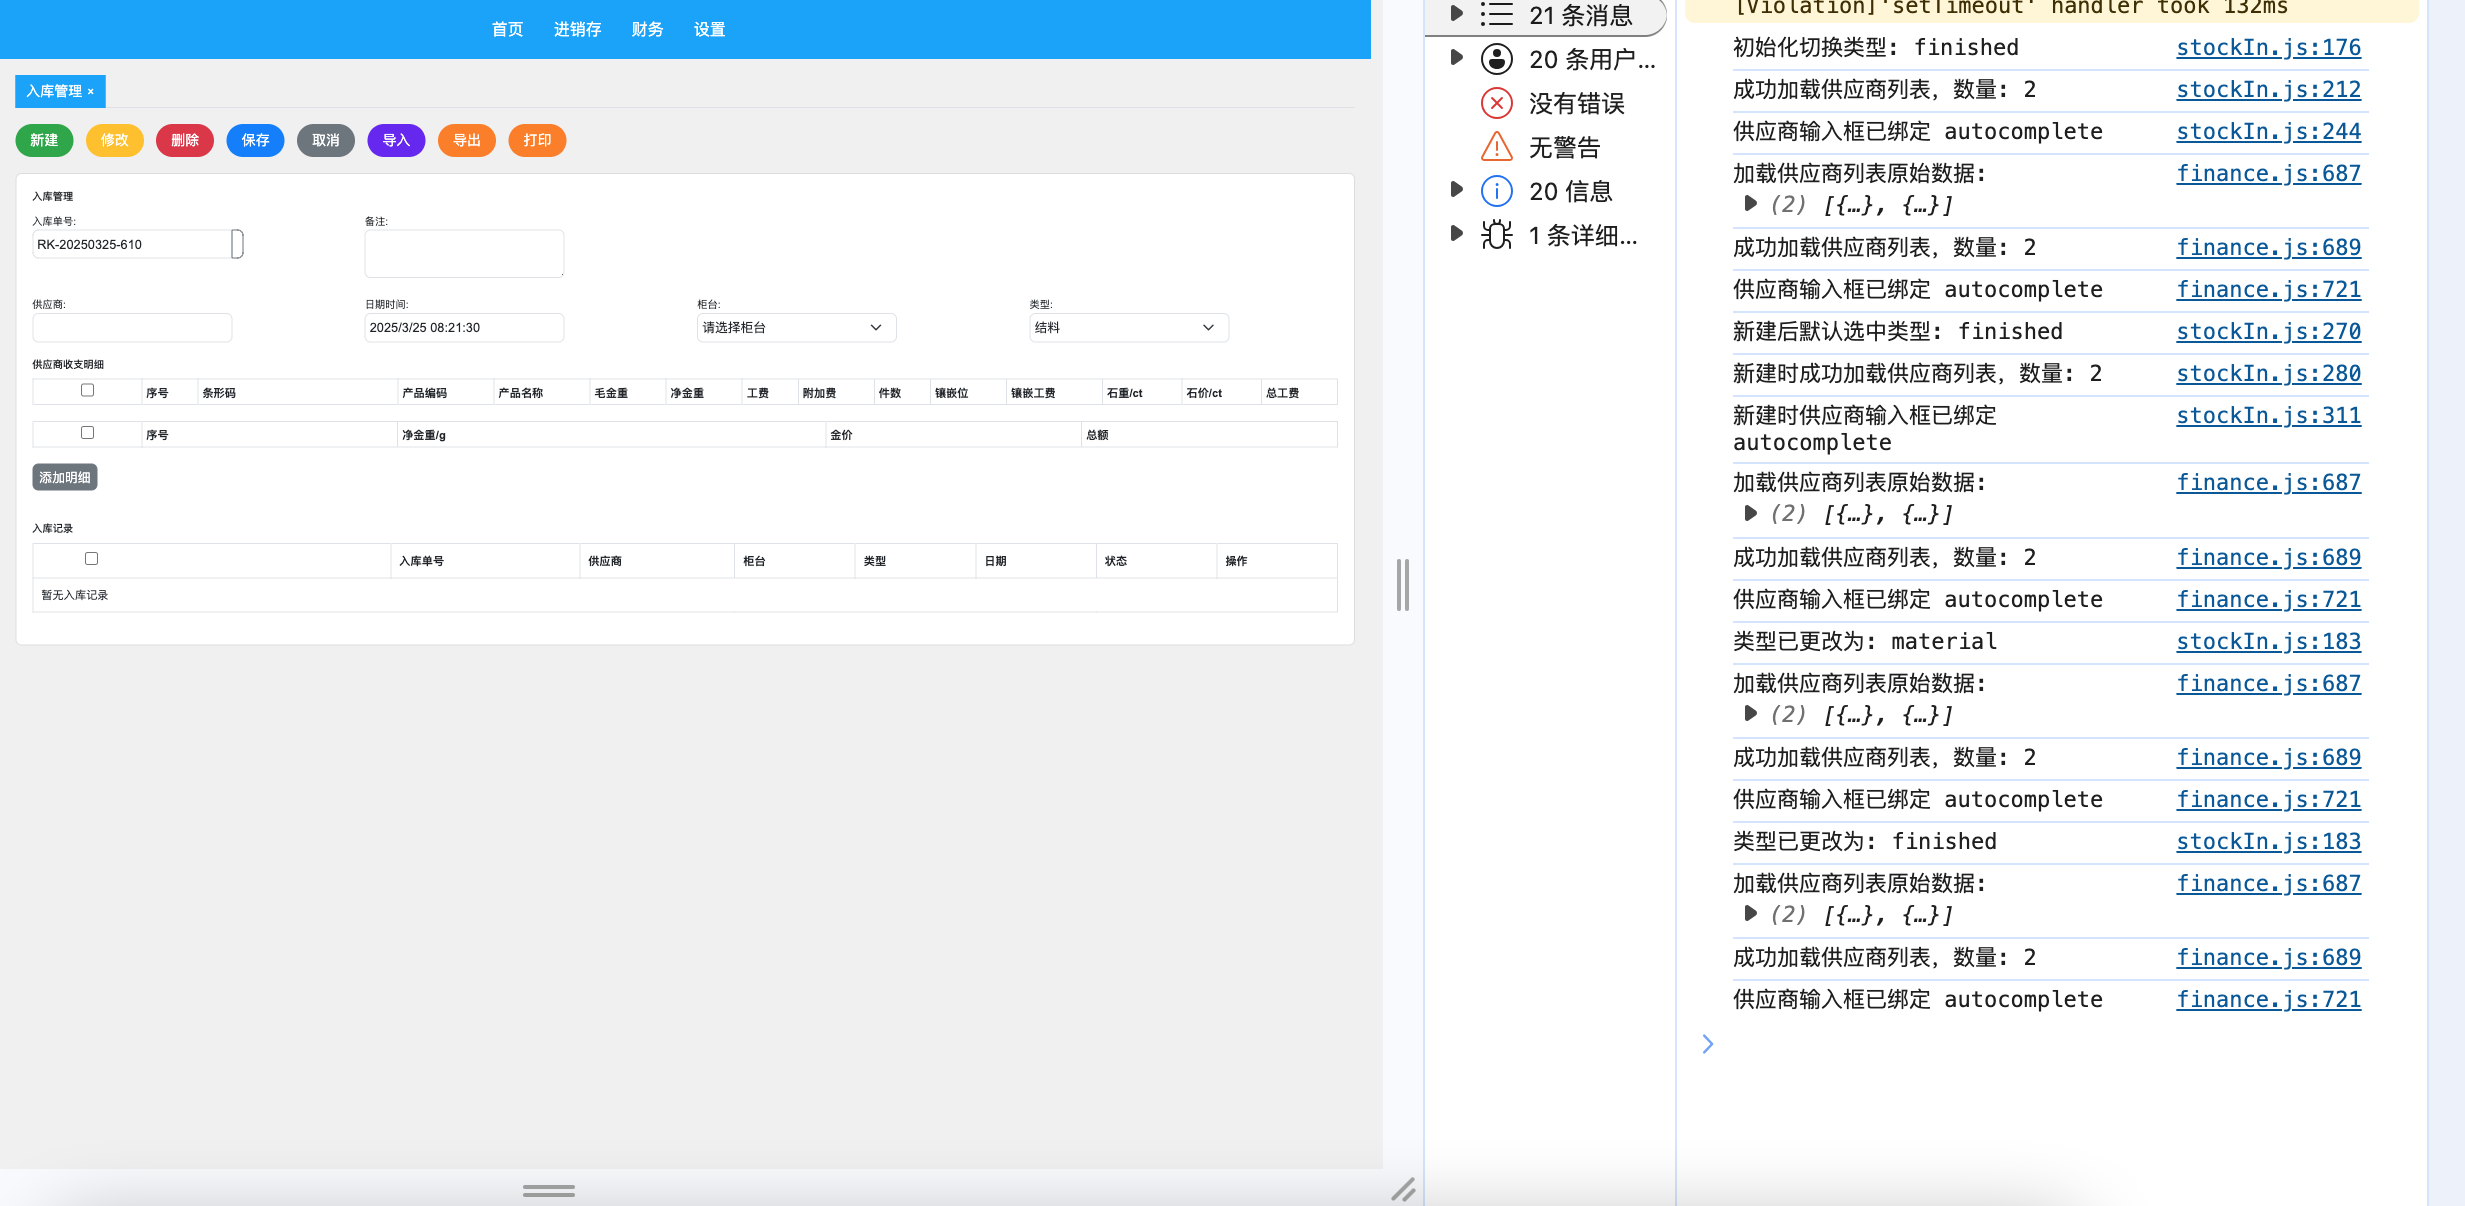 首页 进销存 财务 设置
入库管理 ×
新建 修改 删除 保存 取消 导入 导出 打印
入库管理
入库单号: 备注:
RK-20250325-610
供应商: 日期时间: 柜台: 类型:
2025/3/25 08:21:30 请选择柜台 结料
供应商收支明细
序号 条形码 产品编码 产品名称 毛金重 净金重 工费 附加费 件数 镶嵌位 镶嵌工费 石重/ct 石价/ct 总工费
序号 净金重/g 金价 总额
添加明细
入库记录
入库单号 供应商 柜台 类型 日期 状态 操作
暂无入库记录
21 条消息
20 条用户...
没有错误
无警告
20 信息
1 条详细...
[Violation]'setTimeout' handler took 132ms
初始化切换类型: finished stockIn.js:176
成功加载供应商列表，数量: 2 stockIn.js:212
供应商输入框已绑定 autocomplete stockIn.js:244
加载供应商列表原始数据: finance.js:687
(2) [{…}, {…}]
成功加载供应商列表，数量: 2 finance.js:689
供应商输入框已绑定 autocomplete finance.js:721
新建后默认选中类型: finished stockIn.js:270
新建时成功加载供应商列表，数量: 2 stockIn.js:280
新建时供应商输入框已绑定 stockIn.js:311
autocomplete
加载供应商列表原始数据: finance.js:687
(2) [{…}, {…}]
成功加载供应商列表，数量: 2 finance.js:689
供应商输入框已绑定 autocomplete finance.js:721
类型已更改为: material stockIn.js:183
加载供应商列表原始数据: finance.js:687
(2) [{…}, {…}]
成功加载供应商列表，数量: 2 finance.js:689
供应商输入框已绑定 autocomplete finance.js:721
类型已更改为: finished stockIn.js:183
加载供应商列表原始数据: finance.js:687
(2) [{…}, {…}]
成功加载供应商列表，数量: 2 finance.js:689
供应商输入框已绑定 autocomplete finance.js:721